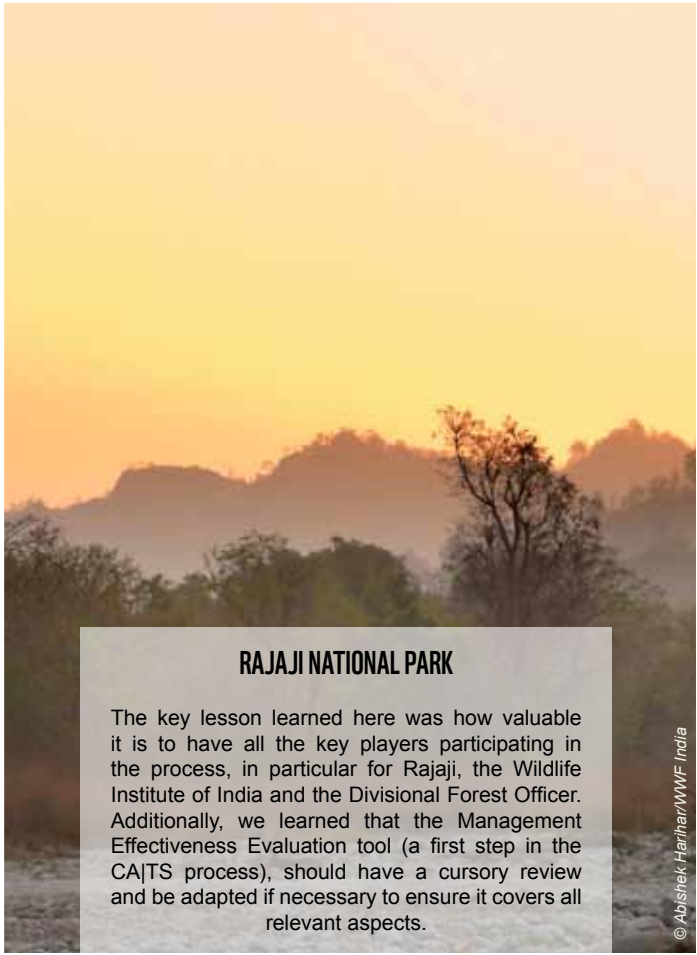 RAJAJI NATIONAL PARK
The key lesson learned here was how valuable
it is to have all the key players participating in
the process, in particular for Rajaji, the Wildlife
Institute of India and the Divisional Forest Officer.
Additionally, we learned that the Management
Effectiveness Evaluation tool (a first step in the
CA|TS process), should have a cursory review
and be adapted if necessary to ensure it covers all
relevant aspects.
© Abishek Harihar/WWF India